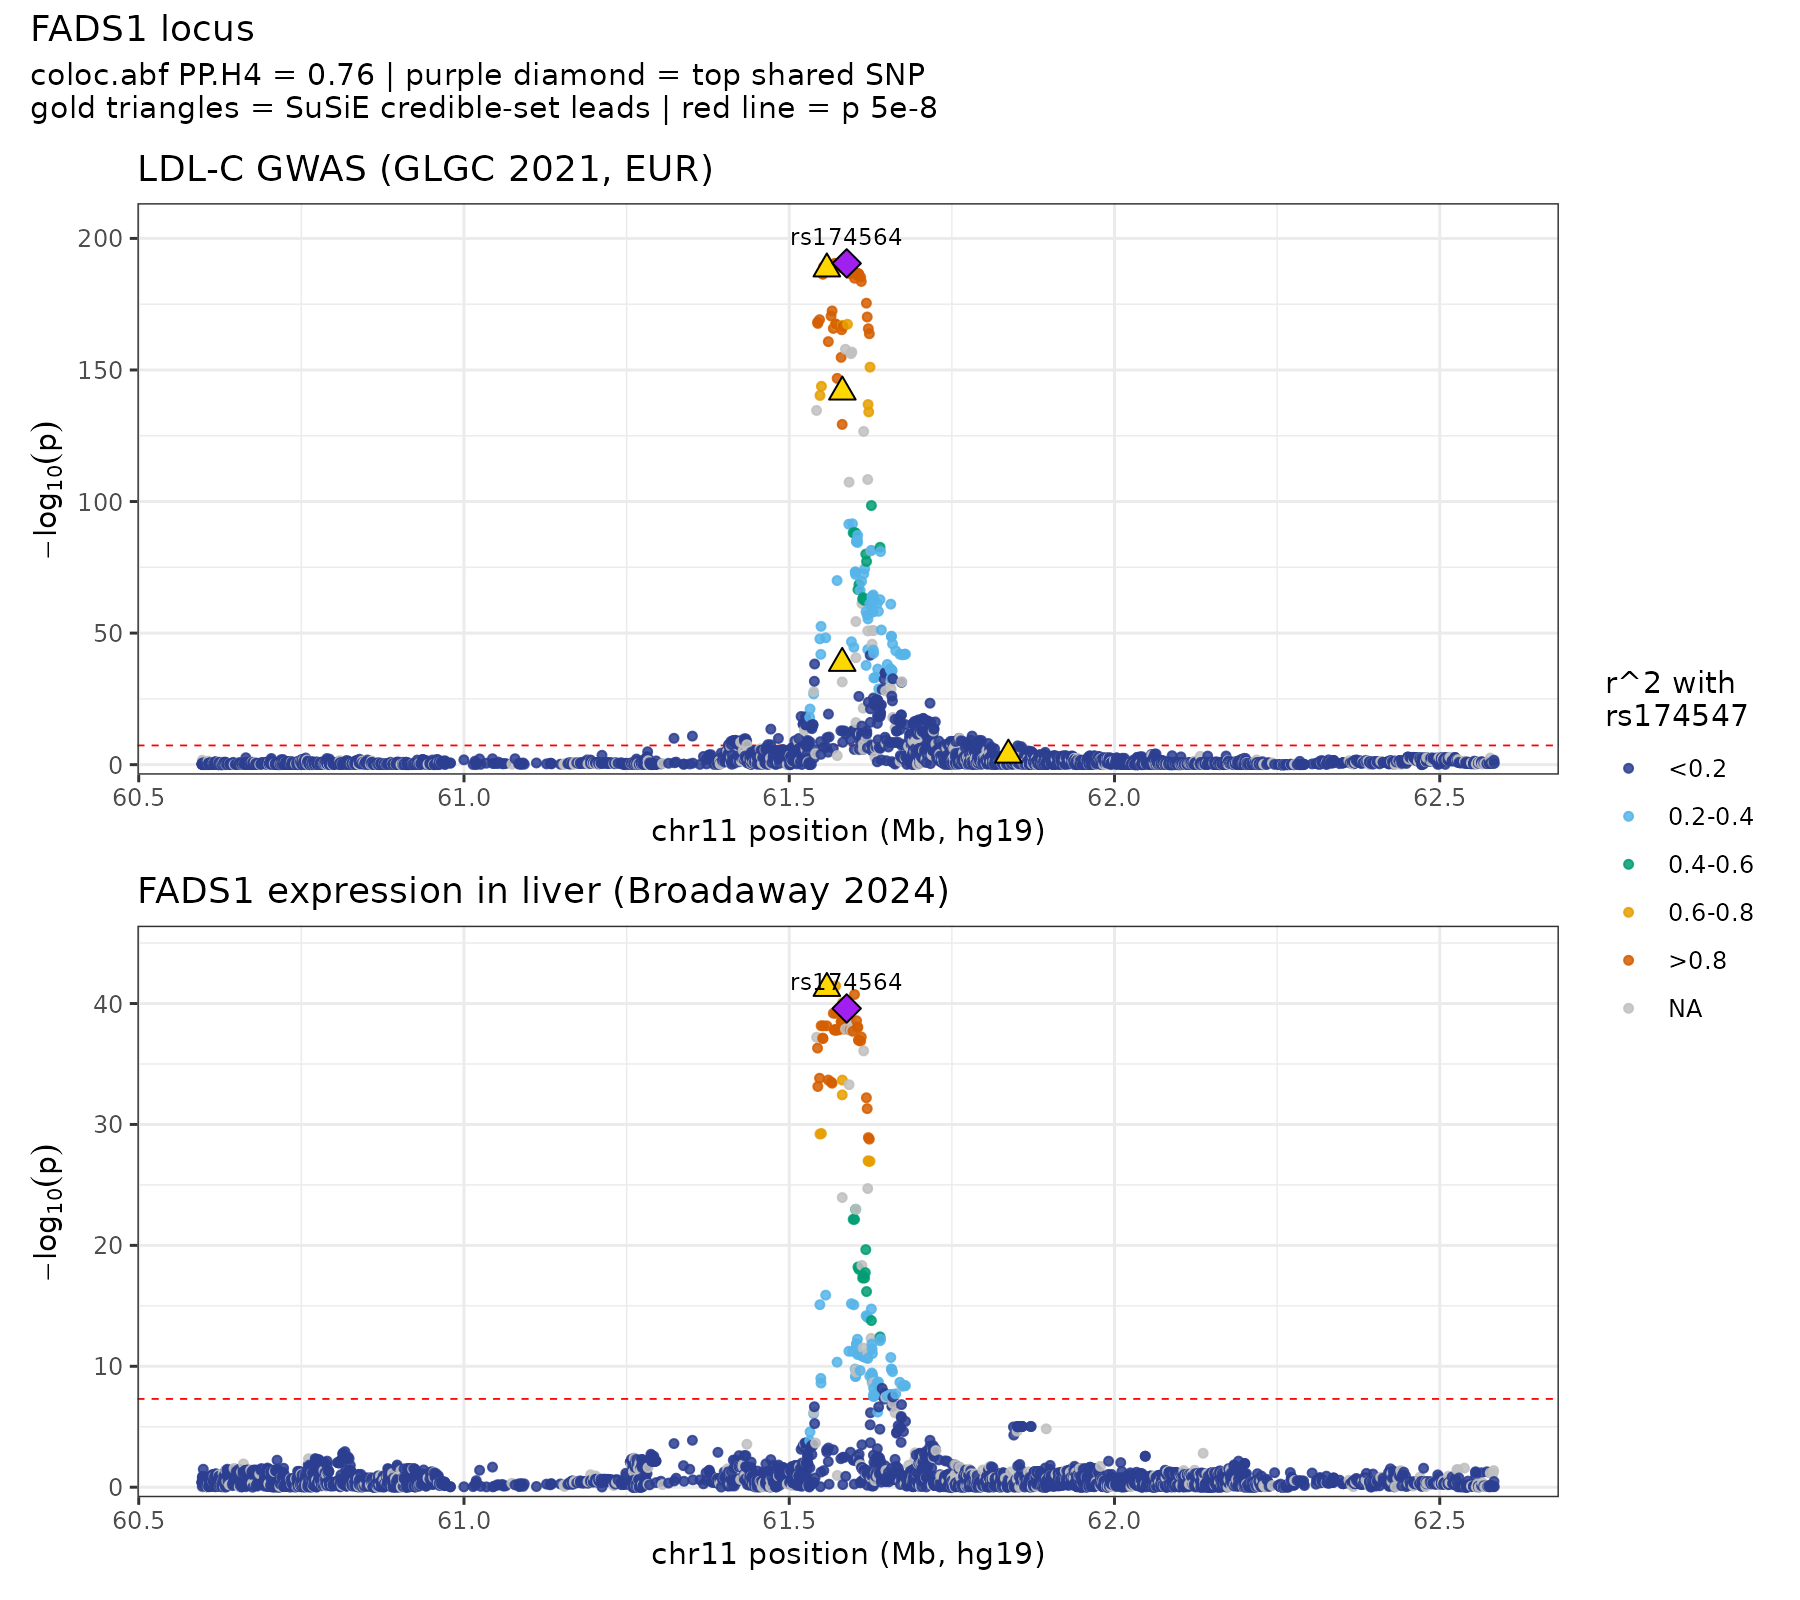 FADS1 locus
coloc.abf PP.H4 = 0.76 | purple diamond = top shared SNP
gold triangles = SuSiE credible-set leads | red line = p 5e-8
LDL-C GWAS (GLGC 2021, EUR)
rs174564
200
150
100
50
0
−log10(p)
60.5 61.0 61.5 62.0 62.5
chr11 position (Mb, hg19)
FADS1 expression in liver (Broadaway 2024)
rs174564
40
30
20
10
0
−log10(p)
60.5 61.0 61.5 62.0 62.5
chr11 position (Mb, hg19)
r^2 with
rs174547
<0.2
0.2-0.4
0.4-0.6
0.6-0.8
>0.8
NA